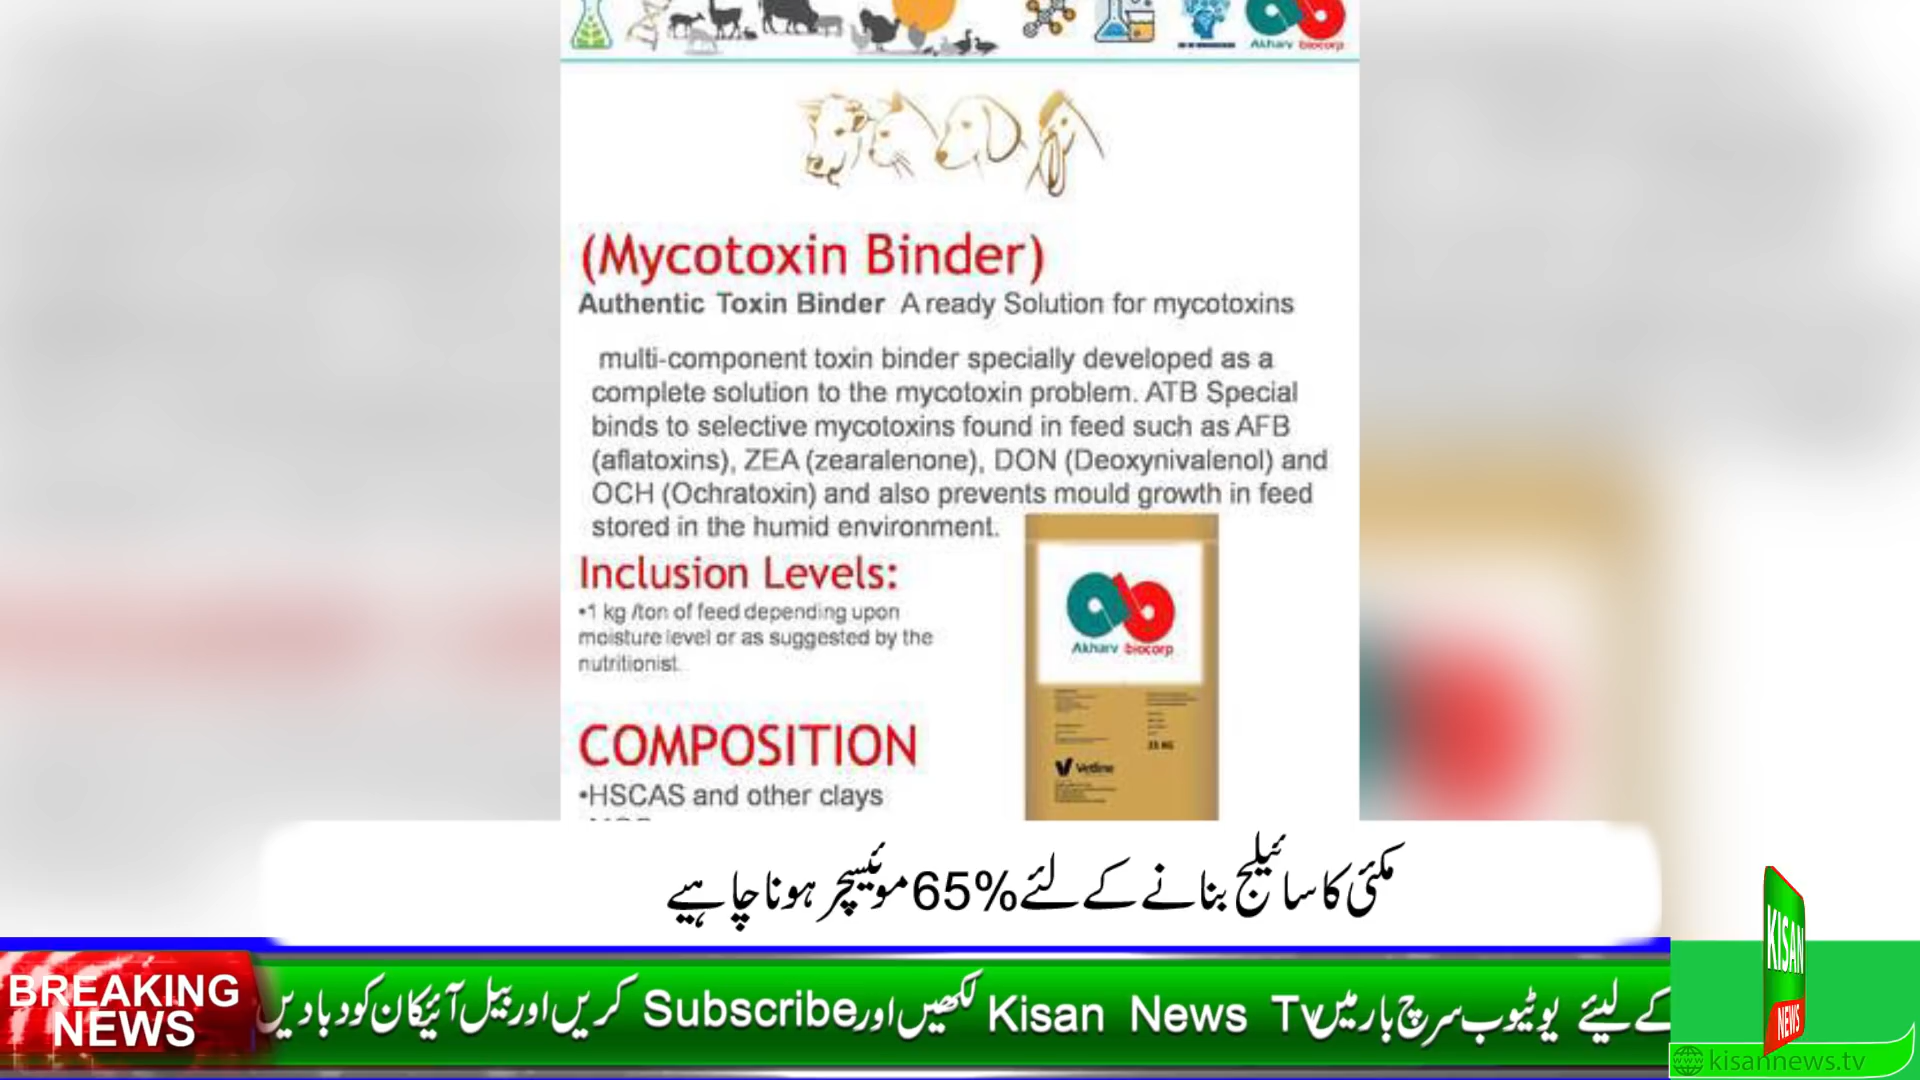 Akharv biocorp
(Mycotoxin Binder)
Authentic Toxin Binder A ready Solution for mycotoxins
multi-component toxin binder specially developed as a
complete solution to the mycotoxin problem. ATB Special
binds to selective mycotoxins found in feed such as AFB
(aflatoxins), ZEA (zearalenone), DON (Deoxynivalenol) and
OCH (Ochratoxin) and also prevents mould growth in feed
stored in the humid environment.
Inclusion Levels:
•1 kg /ton of feed depending upon
moisture level or as suggested by the
nutritionist.
Akharv biocorp
25 KG
Vetline
COMPOSITION
•HSCAS and other clays
مکئی کا سائیلیج بنانے کے لئے 65% موئیسچر ہونا چاہیے
BREAKING
NEWS
کے لیئے یوٹیوب سرچ بار میں Kisan News Tv لکھیں اور Subscribe کریں اور بیل آئیکان کو دبا دیں
KISAN
NEWS
kisannews.tv